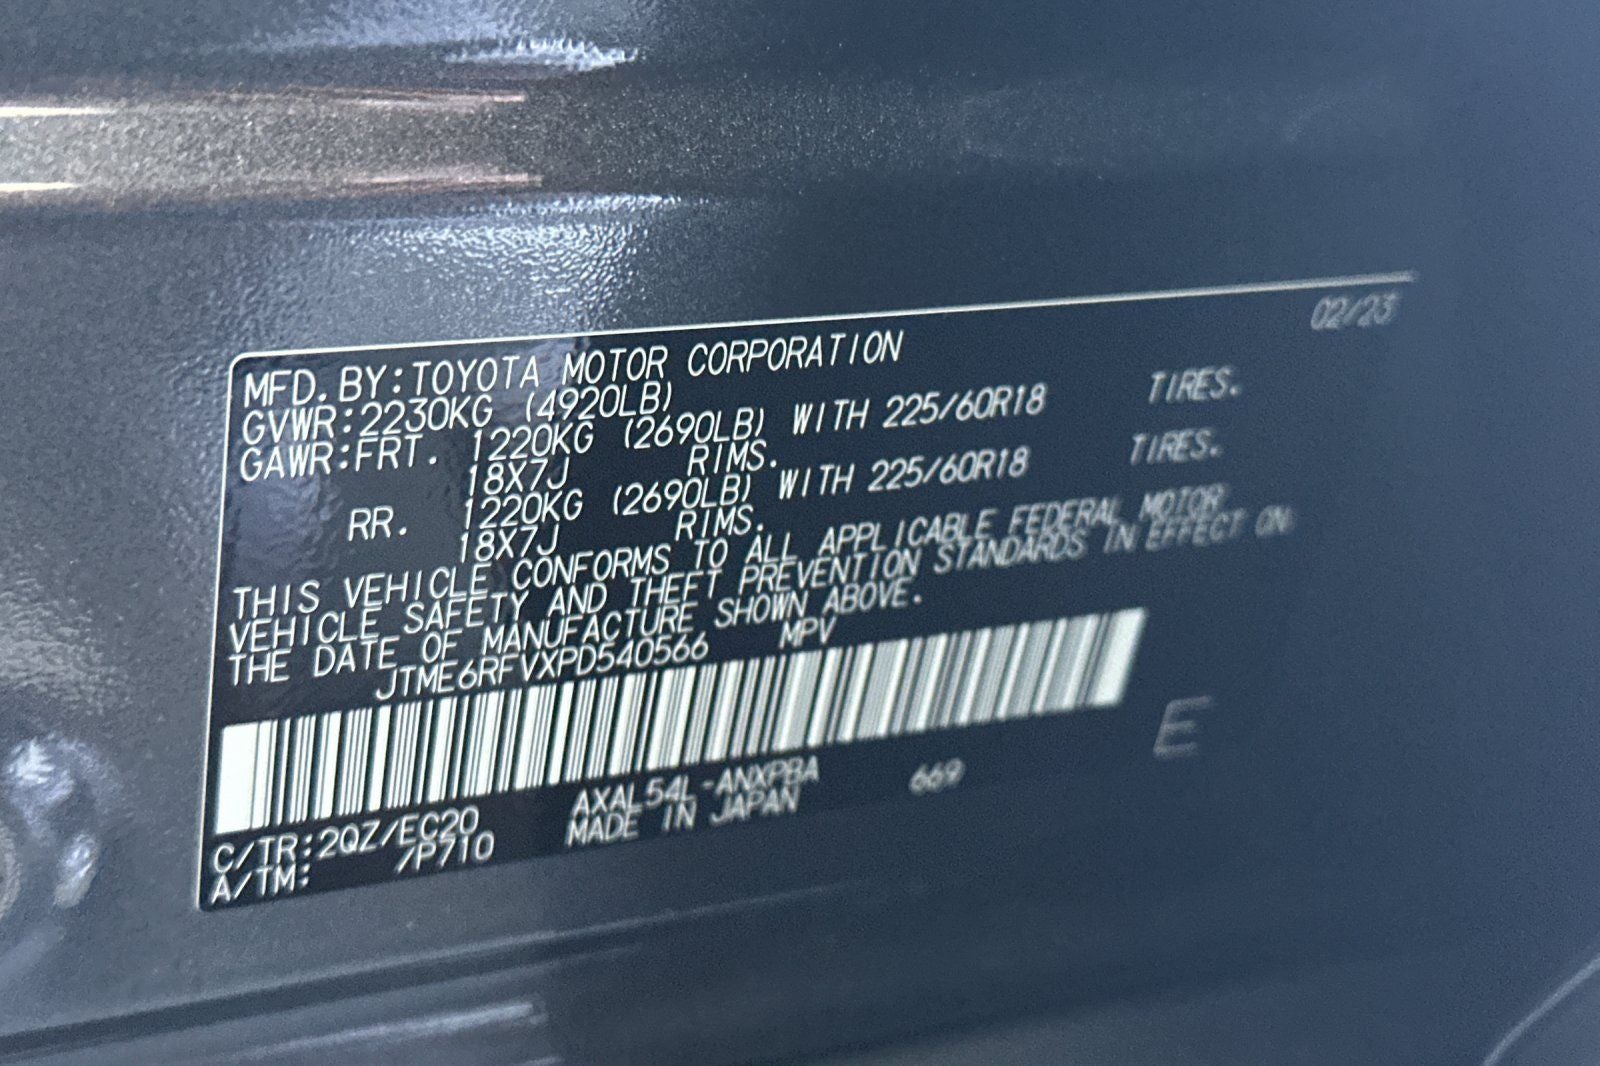 02/23
MFD.BY:TOYOTA MOTOR CORPORATION
GVWR:2230KG (4920LB)
GAWR:FRT. 1220KG (2690LB) WITH 225/60R18 TIRES.
18X7J RIMS.
RR. 1220KG (2690LB) WITH 225/60R18 TIRES.
18X7J RIMS.
THIS VEHICLE CONFORMS TO ALL APPLICABLE FEDERAL MOTOR
VEHICLE SAFETY AND THEFT PREVENTION STANDARDS IN EFFECT ON
THE DATE OF MANUFACTURE SHOWN ABOVE.
JTME6RFVXPD540566 MPV
E
C/TR:2QZ/EC20 AXAL54L-ANXPBA 669
A/TM: /P710 MADE IN JAPAN